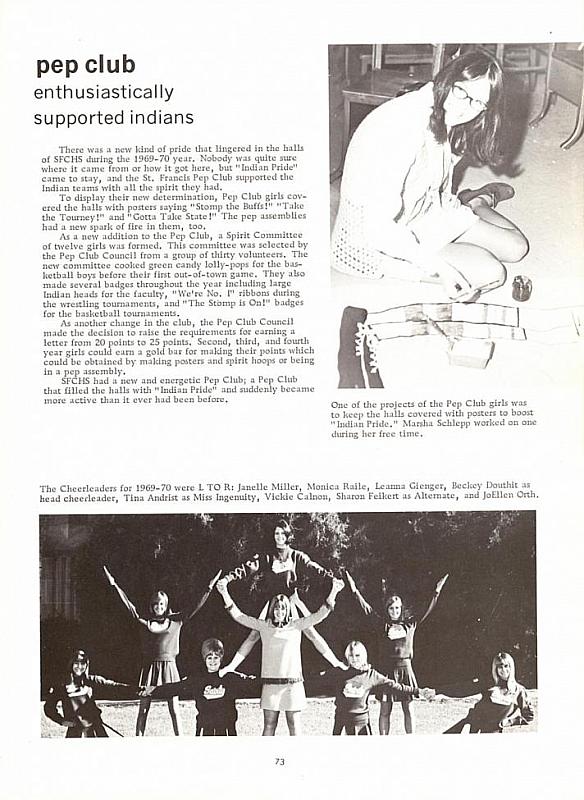 pep club
enthusiastically
supported indians
There was a new kind of pride that lingered in the halls
of SFCHS during the 1969-70 year. Nobody was quite sure
where it came from or how it got here, but "Indian Pride"
came to stay, and the St. Francis Pep Club supported the
Indian teams with all the spirit they had.
To display their new determination, Pep Club girls cov-
ered the halls with posters saying "Stomp the Buffs!" "Take
the Tourney!" and "Gotta Take State!" The pep assemblies
had a new spark of fire in them, too.
As a new addition to the Pep Club, a Spirit Committee
of twelve girls was formed. This committee was selected by
the Pep Club Council from a group of thirty volunteers. The
new committee cooked green candy lolly-pops for the bas-
ketball boys before their first out-of-town game. They also
made several badges throughout the year including large
Indian heads for the faculty, "We're No. I" ribbons during
the wrestling tournaments, and "The Stomp is On!" badges
for the basketball tournaments.
As another change in the club, the Pep Club Council
made the decision to raise the requirements for earning a
letter from 20 points to 25 points. Second, third, and fourth
year girls could earn a gold bar for making their points which
could be obtained by making posters and spirit hoops or being
in a pep assembly.
SFCHS had a new and energetic Pep Club; a Pep Club
that filled the halls with "Indian Pride" and suddenly became
more active than it ever had been before.
One of the projects of the Pep Club girls was
to keep the halls covered with posters to boost
"Indian Pride." Marsha Schlepp worked on one
during her free time.
The Cheerleaders for 1969-70 were L TO R: Janelle Miller, Monica Raile, Leanna Gienger, Beckey Douthit as
head cheerleader, Tina Andrist as Miss Ingenuity, Vickie Calnon, Sharon Feikert as Alternate, and JoEllen Orth.
73